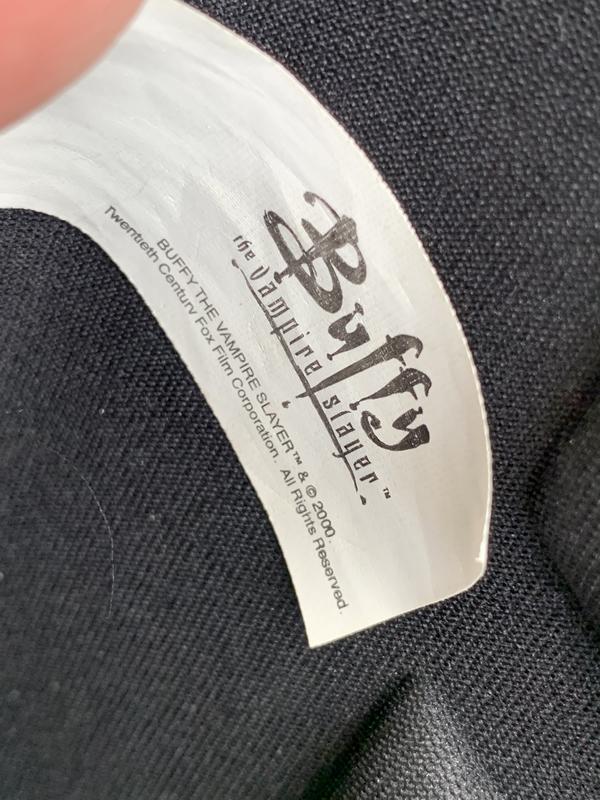 Buffy
the Vampire slayer™
BUFFY THE VAMPIRE SLAYER™ & © 2000.
Twentieth Century Fox Film Corporation. All Rights Reserved.